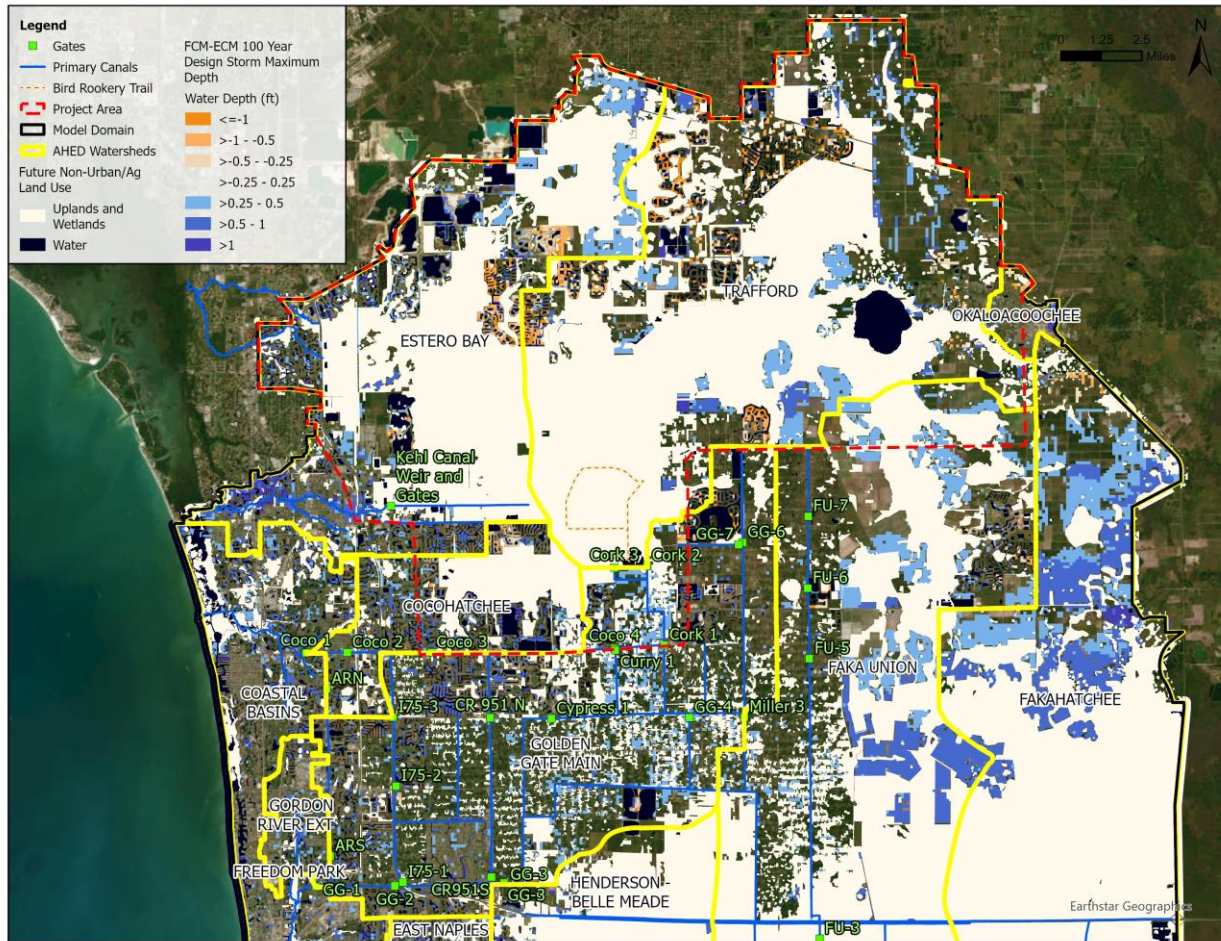 Legend
Gates
Primary Canals
Bird Rookery Trail
Project Area
Model Domain
AHED Watersheds
Future Non-Urban/Ag
Land Use
Uplands and
Wetlands
Water
FCM-ECM 100 Year
Design Storm Maximum
Depth
Water Depth (ft)
<=-1
>-1 - -0.5
>-0.5 - -0.25
>-0.25 - 0.25
>0.25 - 0.5
>0.5 - 1
>1
N
0 1.25 2.5
Miles
TRAFFORD
OKALOACOOCHEE
ESTERO BAY
Kehl Canal
Weir and
Gates
FU-7
GG-7
GG-6
Cork 3
Cork 2
FU-6
COCOHATCHEE
Coco 1
Coco 2
Coco 3
Coco 4
Cork 1
Curry 1
FU-5
FAKA UNION
ARN
COASTAL
BASINS
FAKAHATCHEE
I75-3
CR 951 N
Cypress 1
GG-4
Miller 3
GOLDEN
GATE MAIN
I75-2
GORDON
RIVER EXT
ARS
FREEDOM PARK
I75-1
GG-3
GG-1
GG-2
CR951S
GG-3
HENDERSON -
BELLE MEADE
EAST NAPLES
FU-3
Earthstar Geographics